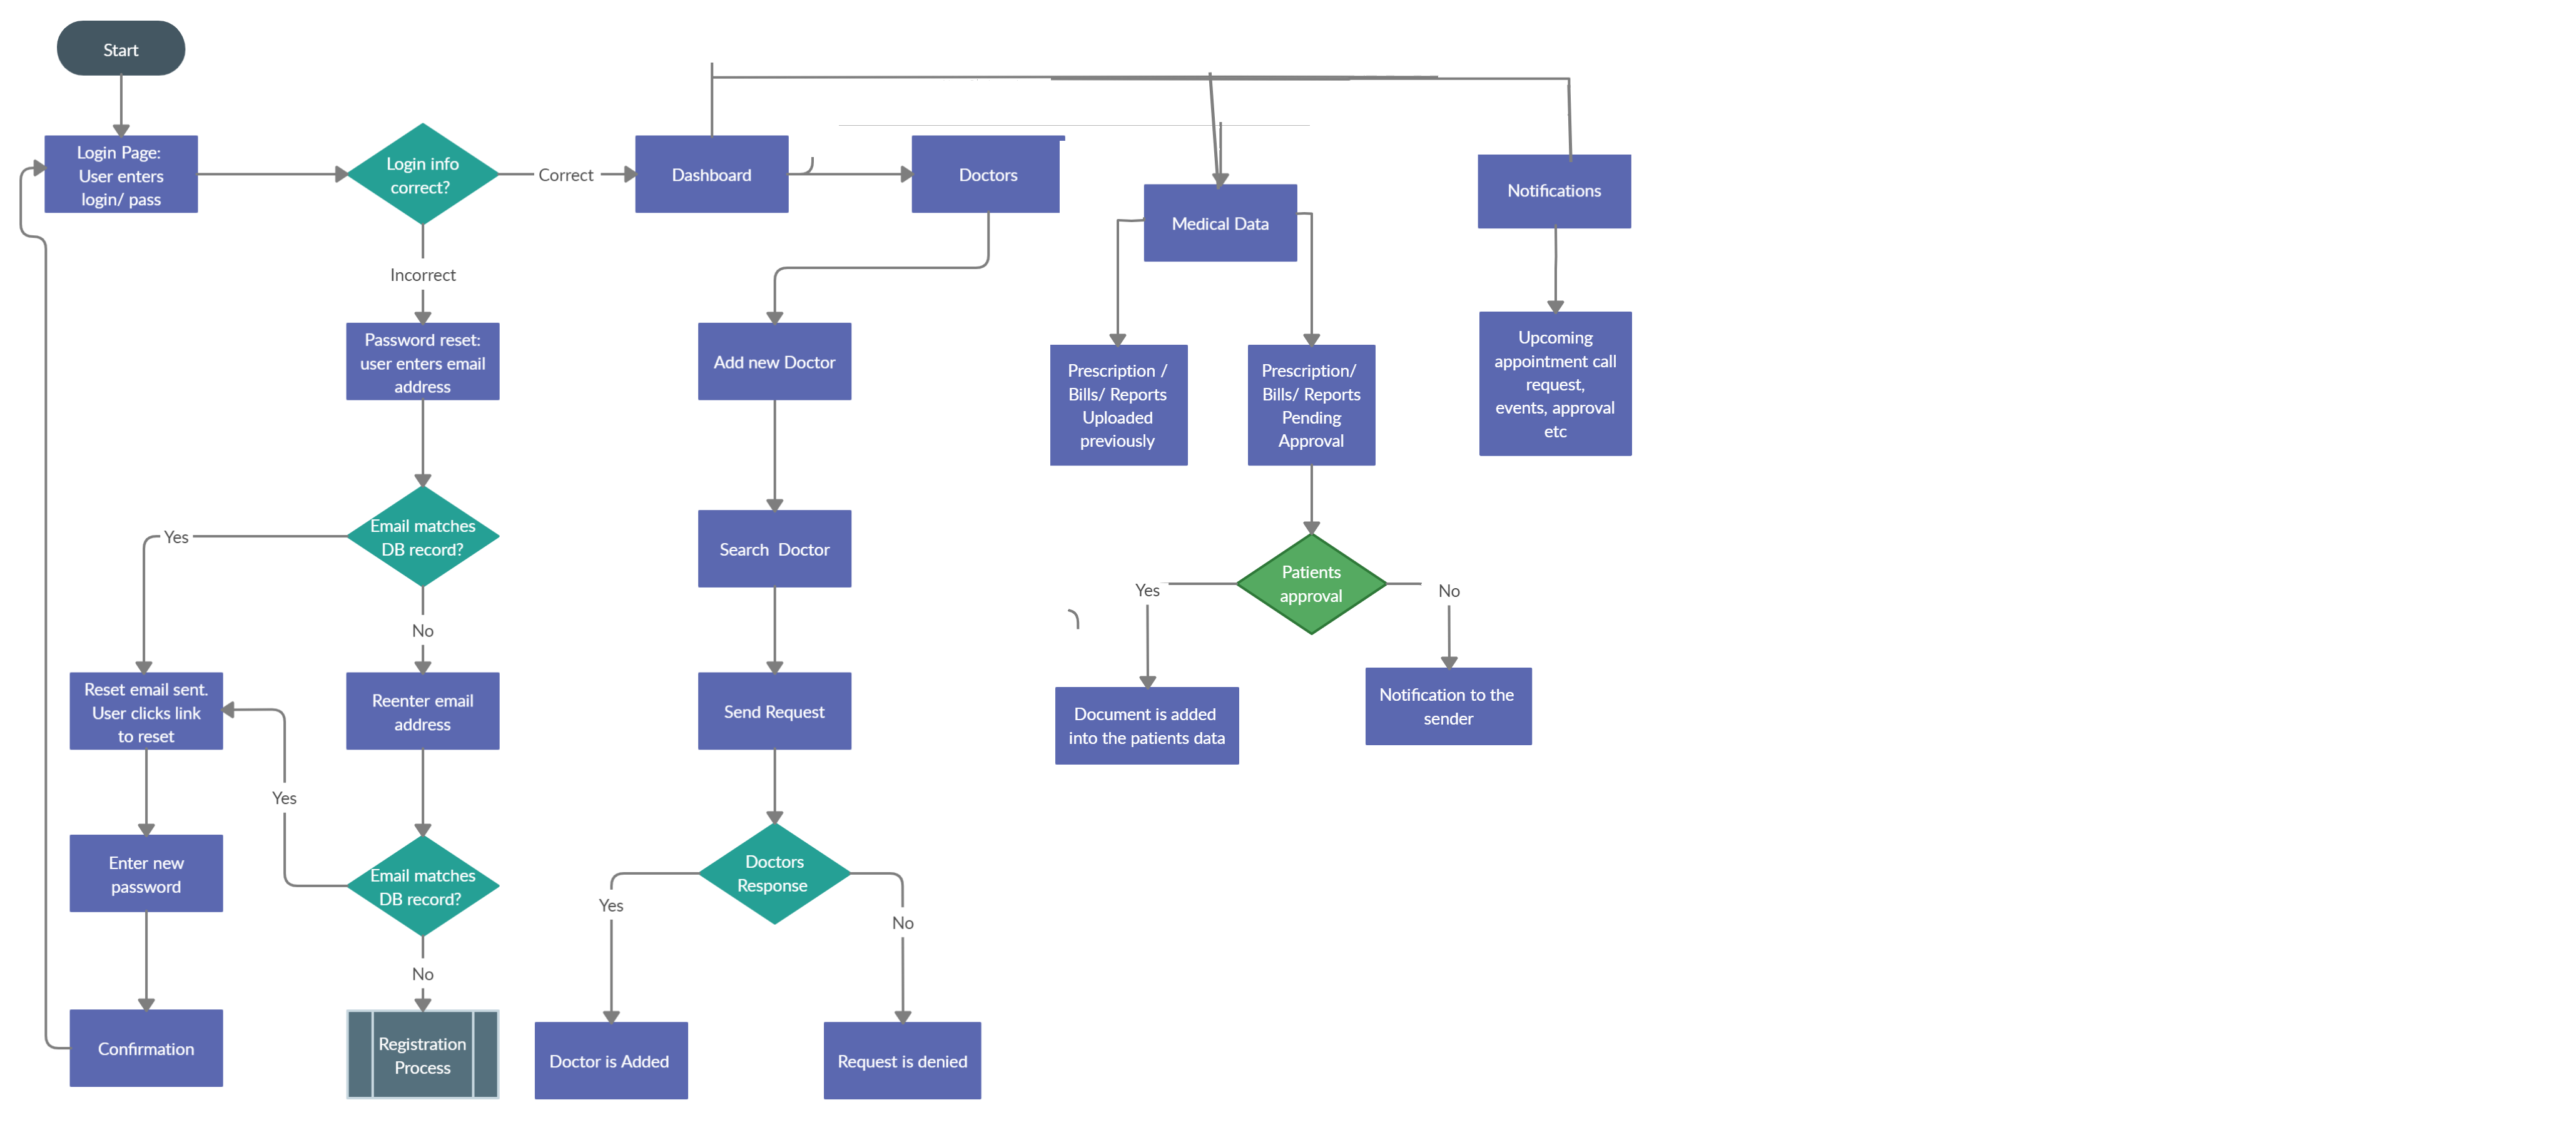 Start
Login Page:
User enters
login/ pass
Login info
correct?
Correct
Dashboard
Doctors
Medical Data
Notifications
Incorrect
Password reset:
user enters email
address
Add new Doctor
Prescription /
Bills/ Reports
Uploaded
previously
Prescription/
Bills/ Reports
Pending
Approval
Upcoming
appointment call
request,
events, approval
etc
Email matches
DB record?
Yes
No
Search  Doctor
Patients
approval
Yes
No
Reset email sent.
User clicks link
to reset
Reenter email
address
Send Request
Document is added
into the patients data
Notification to the
sender
Yes
Enter new
password
Email matches
DB record?
Doctors
Response
Yes
No
No
Confirmation
Registration
Process
Doctor is Added
Request is denied